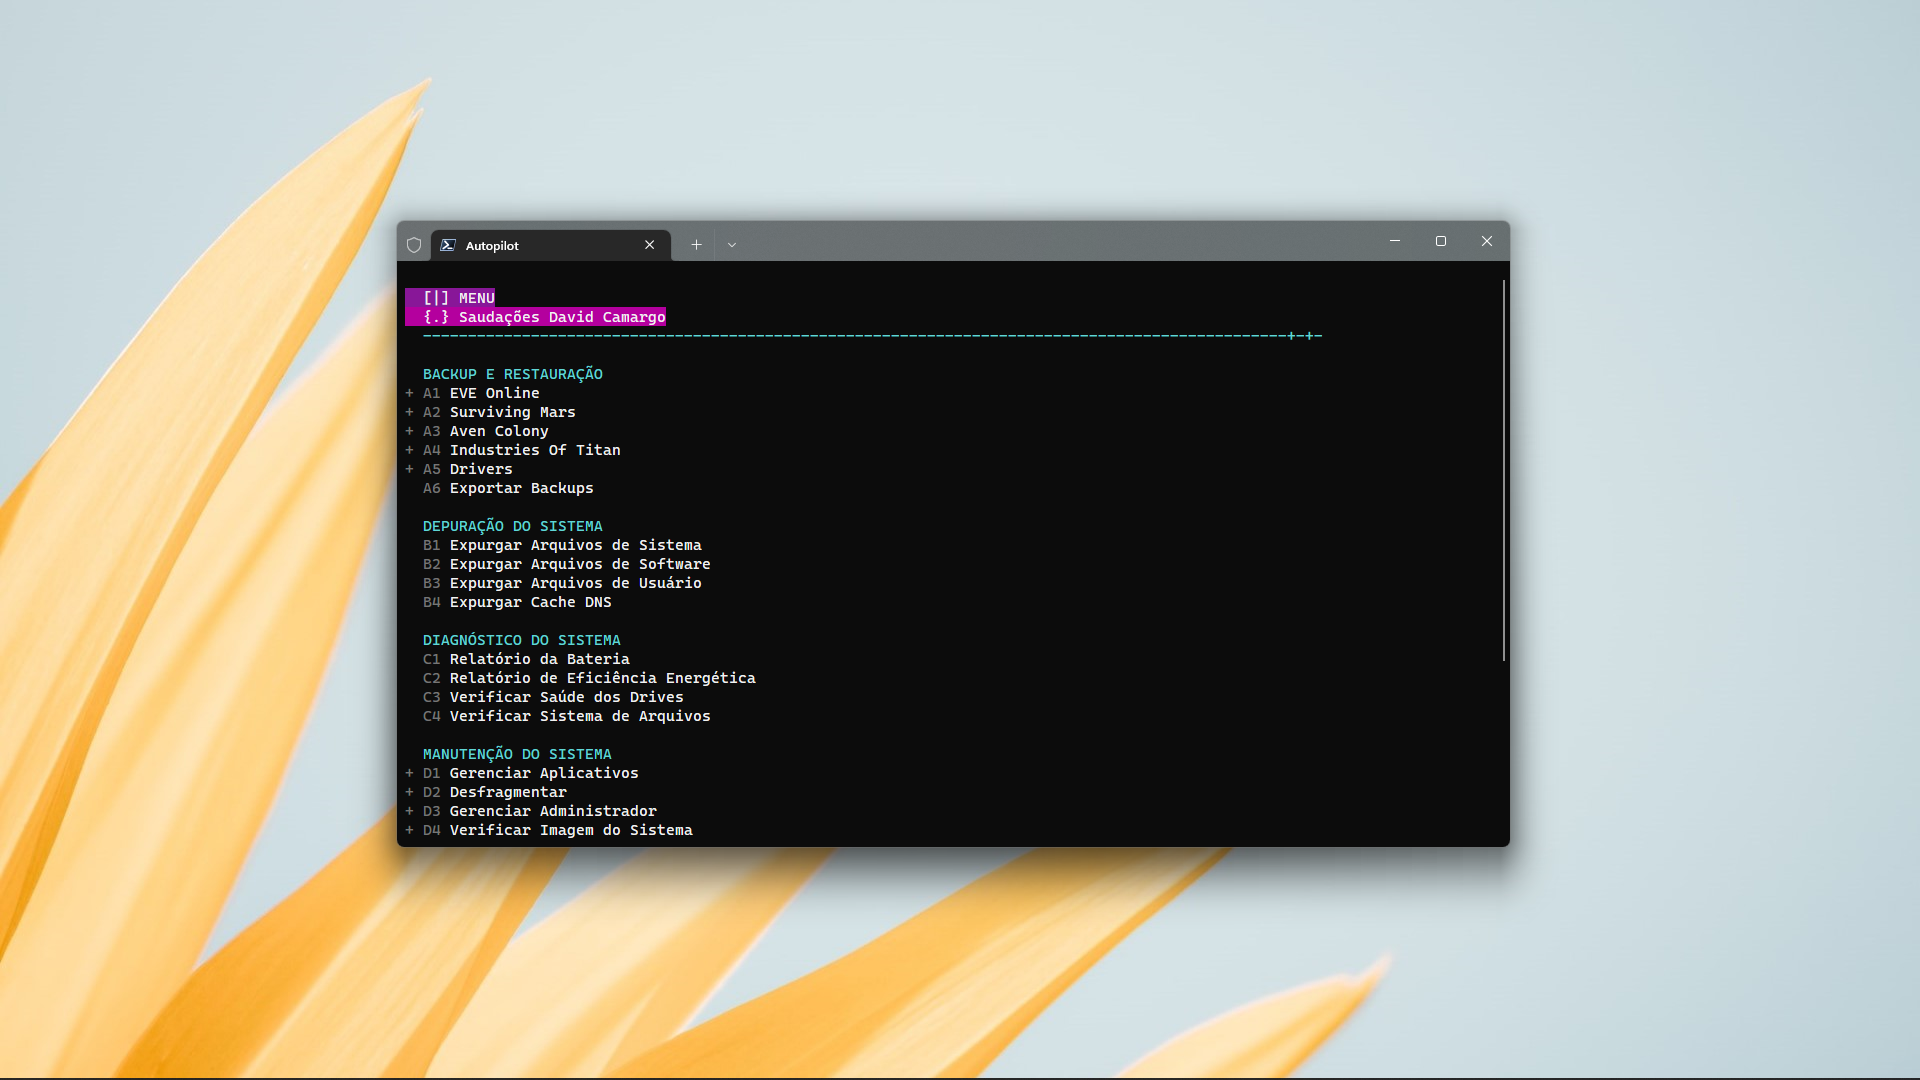 Autopilot
[|] MENU
{.} Saudações David Camargo
------------------------------------------------------------------------------------------------+-+-
BACKUP E RESTAURAÇÃO
+ A1 EVE Online
+ A2 Surviving Mars
+ A3 Aven Colony
+ A4 Industries Of Titan
+ A5 Drivers
A6 Exportar Backups
DEPURAÇÃO DO SISTEMA
B1 Expurgar Arquivos de Sistema
B2 Expurgar Arquivos de Software
B3 Expurgar Arquivos de Usuário
B4 Expurgar Cache DNS
DIAGNÓSTICO DO SISTEMA
C1 Relatório da Bateria
C2 Relatório de Eficiência Energética
C3 Verificar Saúde dos Drives
C4 Verificar Sistema de Arquivos
MANUTENÇÃO DO SISTEMA
+ D1 Gerenciar Aplicativos
+ D2 Desfragmentar
+ D3 Gerenciar Administrador
+ D4 Verificar Imagem do Sistema